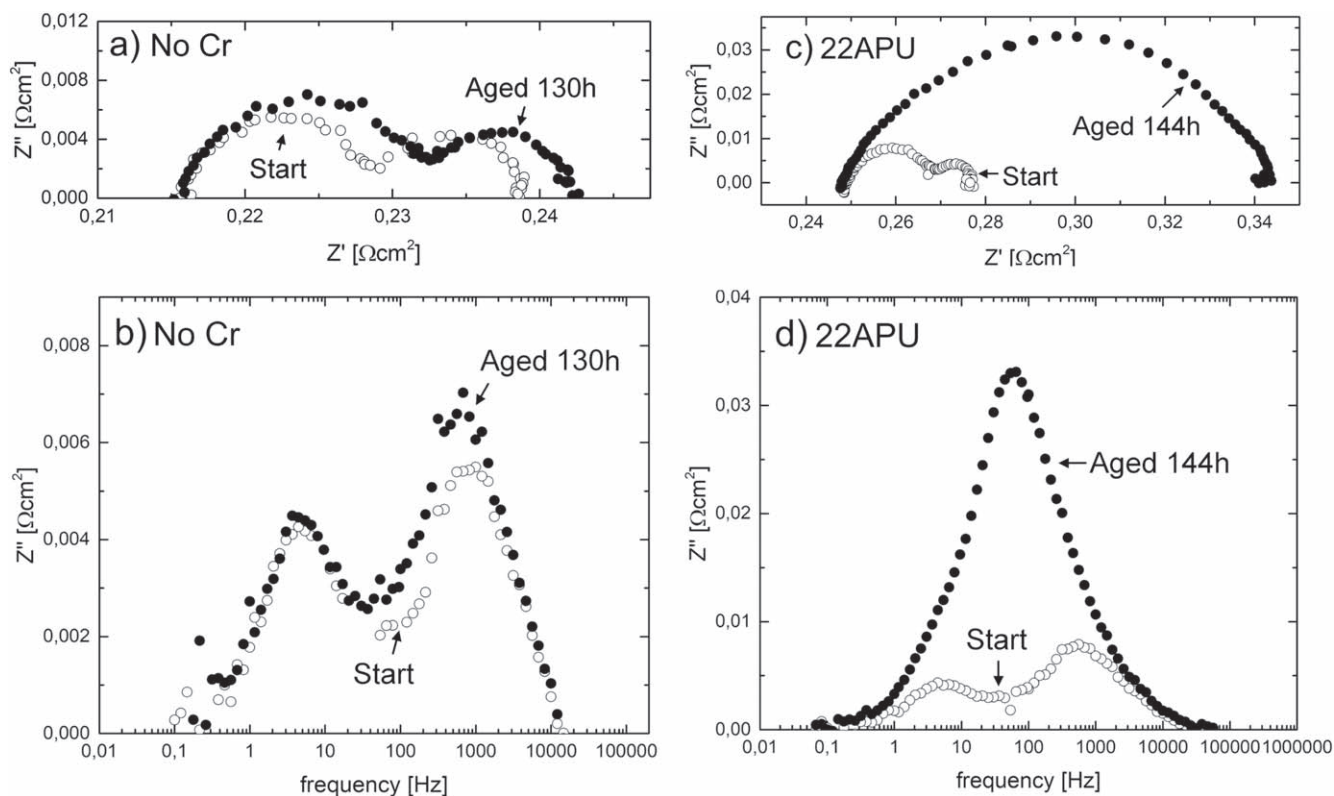 a) No Cr
Z'' [Ωcm²]
0,012
0,008
0,004
0,000
Aged 130h
Start
0,21
0,22
0,23
0,24
Z' [Ωcm²]
c) 22APU
Z'' [Ωcm²]
0,03
0,02
0,01
0,00
Aged 144h
Start
0,24
0,26
0,28
0,30
0,32
0,34
Z' [Ωcm²]
b) No Cr
Z'' [Ωcm²]
0,008
0,006
0,004
0,002
0,000
Aged 130h
Start
0,01
0,1
1
10
100
1000
10000
100000
frequency [Hz]
d) 22APU
Z'' [Ωcm²]
0,04
0,03
0,02
0,01
0,00
Aged 144h
Start
0,01
0,1
1
10
100
1000
10000
100000
1000000
frequency [Hz]